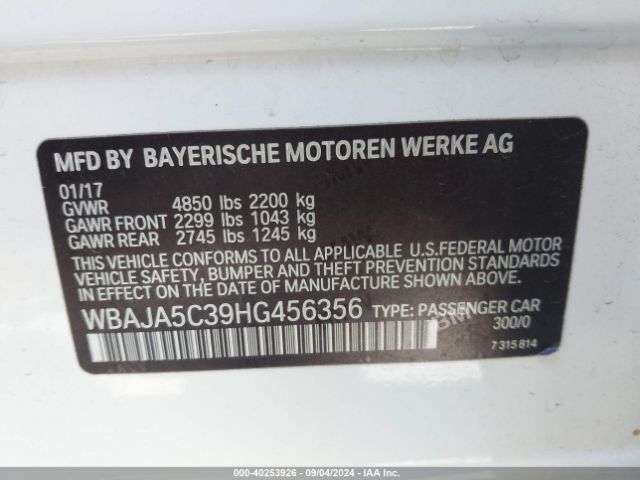 MFD BY BAYERISCHE MOTOREN WERKE AG
01/17
GVWR 4850 lbs 2200 kg
GAWR FRONT 2299 lbs 1043 kg
GAWR REAR 2745 lbs 1245 kg
THIS VEHICLE CONFORMS TO ALL APPLICABLE U.S.FEDERAL MOTOR
VEHICLE SAFETY, BUMPER AND THEFT PREVENTION STANDARDS
IN EFFECT ON THE DATE OF MANUFACTURE SHOWN ABOVE.
WBAJA5C39HG456356 TYPE: PASSENGER CAR
300/0
7 315 814
000-40253926 - 09/04/2024 - IAA Inc.